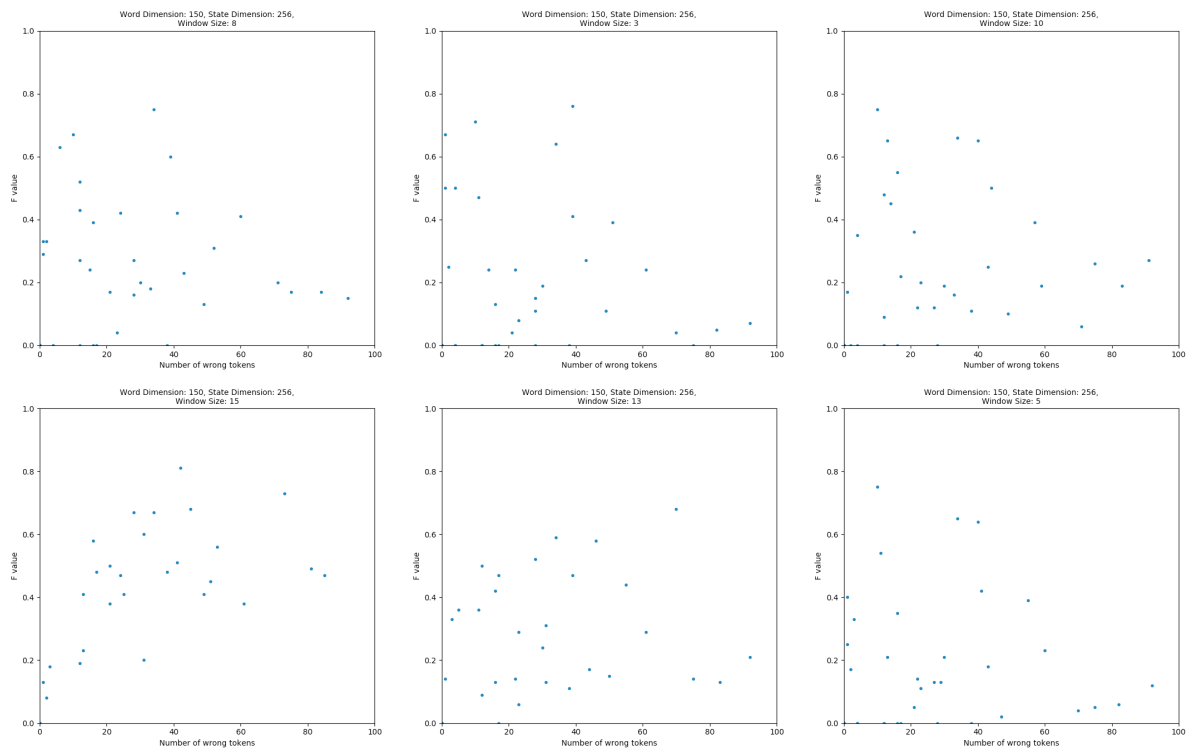 Word Dimension: 150, State Dimension: 256,
Window Size: 8
1.0
0.8
0.6
0.4
0.2
0.0
F value
0 20 40 60 80 100
Number of wrong tokens
Word Dimension: 150, State Dimension: 256,
Window Size: 3
1.0
0.8
0.6
0.4
0.2
0.0
F value
0 20 40 60 80 100
Number of wrong tokens
Word Dimension: 150, State Dimension: 256,
Window Size: 10
1.0
0.8
0.6
0.4
0.2
0.0
F value
0 20 40 60 80 100
Number of wrong tokens
Word Dimension: 150, State Dimension: 256,
Window Size: 15
1.0
0.8
0.6
0.4
0.2
0.0
F value
0 20 40 60 80 100
Number of wrong tokens
Word Dimension: 150, State Dimension: 256,
Window Size: 13
1.0
0.8
0.6
0.4
0.2
0.0
F value
0 20 40 60 80 100
Number of wrong tokens
Word Dimension: 150, State Dimension: 256,
Window Size: 5
1.0
0.8
0.6
0.4
0.2
0.0
F value
0 20 40 60 80 100
Number of wrong tokens